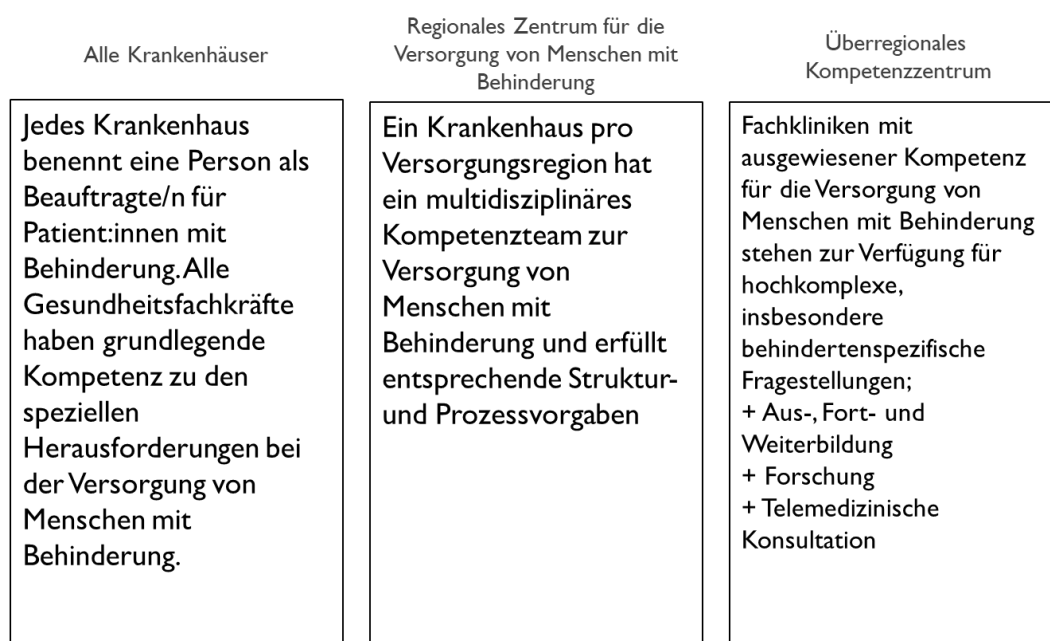 Alle Krankenhäuser
Regionales Zentrum für die
Versorgung von Menschen mit
Behinderung
Überregionales
Kompetenzzentrum
Jedes Krankenhaus
benennt eine Person als
Beauftragte/n für
Patient:innen mit
Behinderung. Alle
Gesundheitsfachkräfte
haben grundlegende
Kompetenz zu den
speziellen
Herausforderungen bei
der Versorgung von
Menschen mit
Behinderung.
Ein Krankenhaus pro
Versorgungsregion hat
ein multidisziplinäres
Kompetenzteam zur
Versorgung von
Menschen mit
Behinderung und erfüllt
entsprechende Struktur-
und Prozessvorgaben
Fachkliniken mit
ausgewiesener Kompetenz
für die Versorgung von
Menschen mit Behinderung
stehen zur Verfügung für
hochkomplexe,
insbesondere
behindertenspezifische
Fragestellungen;
+ Aus-, Fort- und
Weiterbildung
+ Forschung
+ Telemedizinische
Konsultation